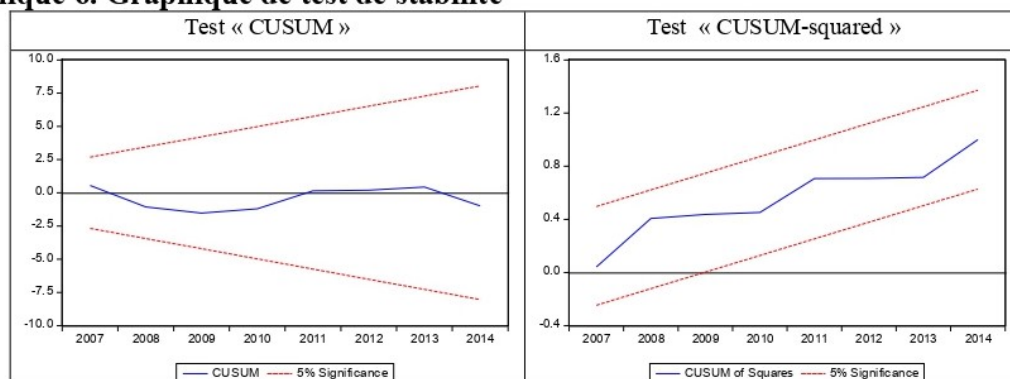 6. Graphique de test de stabilité
Test « CUSUM »
Test « CUSUM-squared »
10.0
7.5
5.0
2.5
0.0
-2.5
-5.0
-7.5
-10.0
2007 2008 2009 2010 2011 2012 2013 2014
CUSUM 5% Significance
1.6
1.2
0.8
0.4
0.0
-0.4
2007 2008 2009 2010 2011 2012 2013 2014
CUSUM of Squares 5% Significance